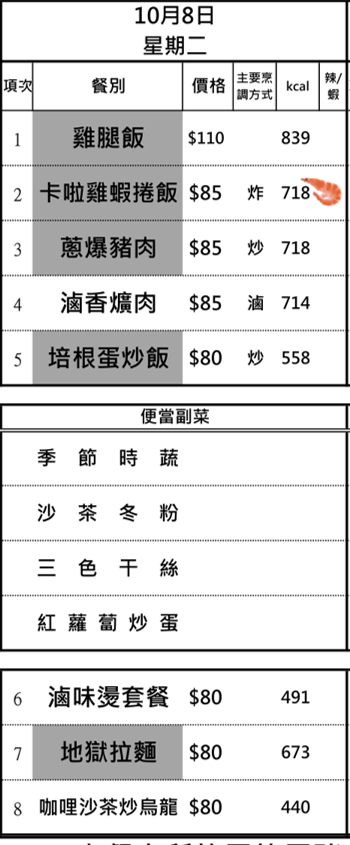 10月8日
星期二
項次 餐別 價格 主要烹調方式 kcal 辣/蝦
1 雞腿飯 $110 839
2 卡啦雞蝦捲飯 $85 炸 718
3 蔥爆豬肉 $85 炒 718
4 滷香爌肉 $85 滷 714
5 培根蛋炒飯 $80 炒 558
便當副菜
季節時蔬
沙茶冬粉
三色干絲
紅蘿蔔炒蛋
6 滷味燙套餐 $80 491
7 地獄拉麵 $80 673
8 咖哩沙茶炒烏龍 $80 440